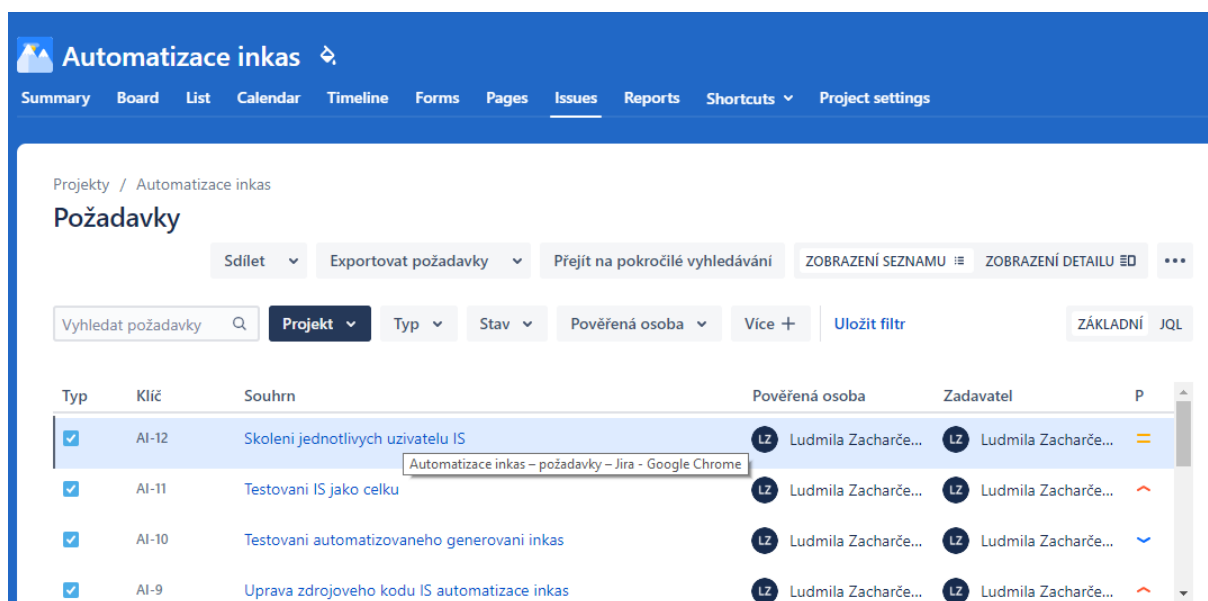 Automatizace inkas
Summary Board List Calendar Timeline Forms Pages Issues Reports Shortcuts Project settings
Projekty / Automatizace inkas
Požadavky
Sdílet Exportovat požadavky Přejít na pokročilé vyhledávání ZOBRAZENÍ SEZNAMU ZOBRAZENÍ DETAILU
Vyhledat požadavky Projekt Typ Stav Pověřená osoba Více + Uložit filtr ZÁKLADNÍ JQL
Typ Klíč Souhrn Pověřená osoba Zadavatel P
AI-12 Skoleni jednotlivych uzivatelu IS LZ Ludmila Zacharče... LZ Ludmila Zacharče...
Automatizace inkas – požadavky – Jira - Google Chrome
AI-11 Testovani IS jako celku LZ Ludmila Zacharče... LZ Ludmila Zacharče...
AI-10 Testovani automatizovaneho generovani inkas LZ Ludmila Zacharče... LZ Ludmila Zacharče...
AI-9 Uprava zdrojoveho kodu IS automatizace inkas LZ Ludmila Zacharče... LZ Ludmila Zacharče...